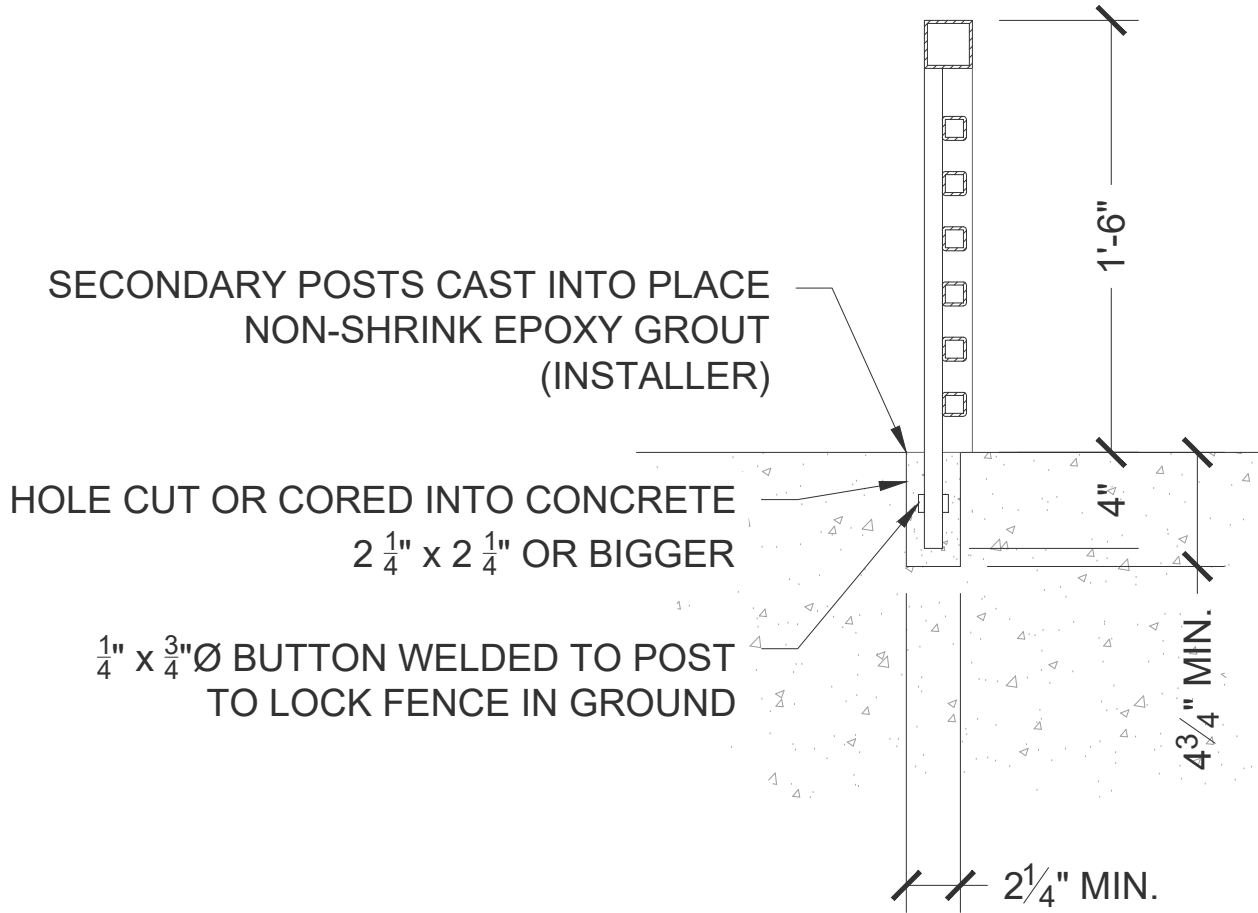 1'-6"
SECONDARY POSTS CAST INTO PLACE
NON-SHRINK EPOXY GROUT
(INSTALLER)
HOLE CUT OR CORED INTO CONCRETE
2 1/4" x 2 1/4" OR BIGGER
4"
1/4" x 3/4"Ø BUTTON WELDED TO POST
TO LOCK FENCE IN GROUND
4 3/4" MIN.
2 1/4" MIN.